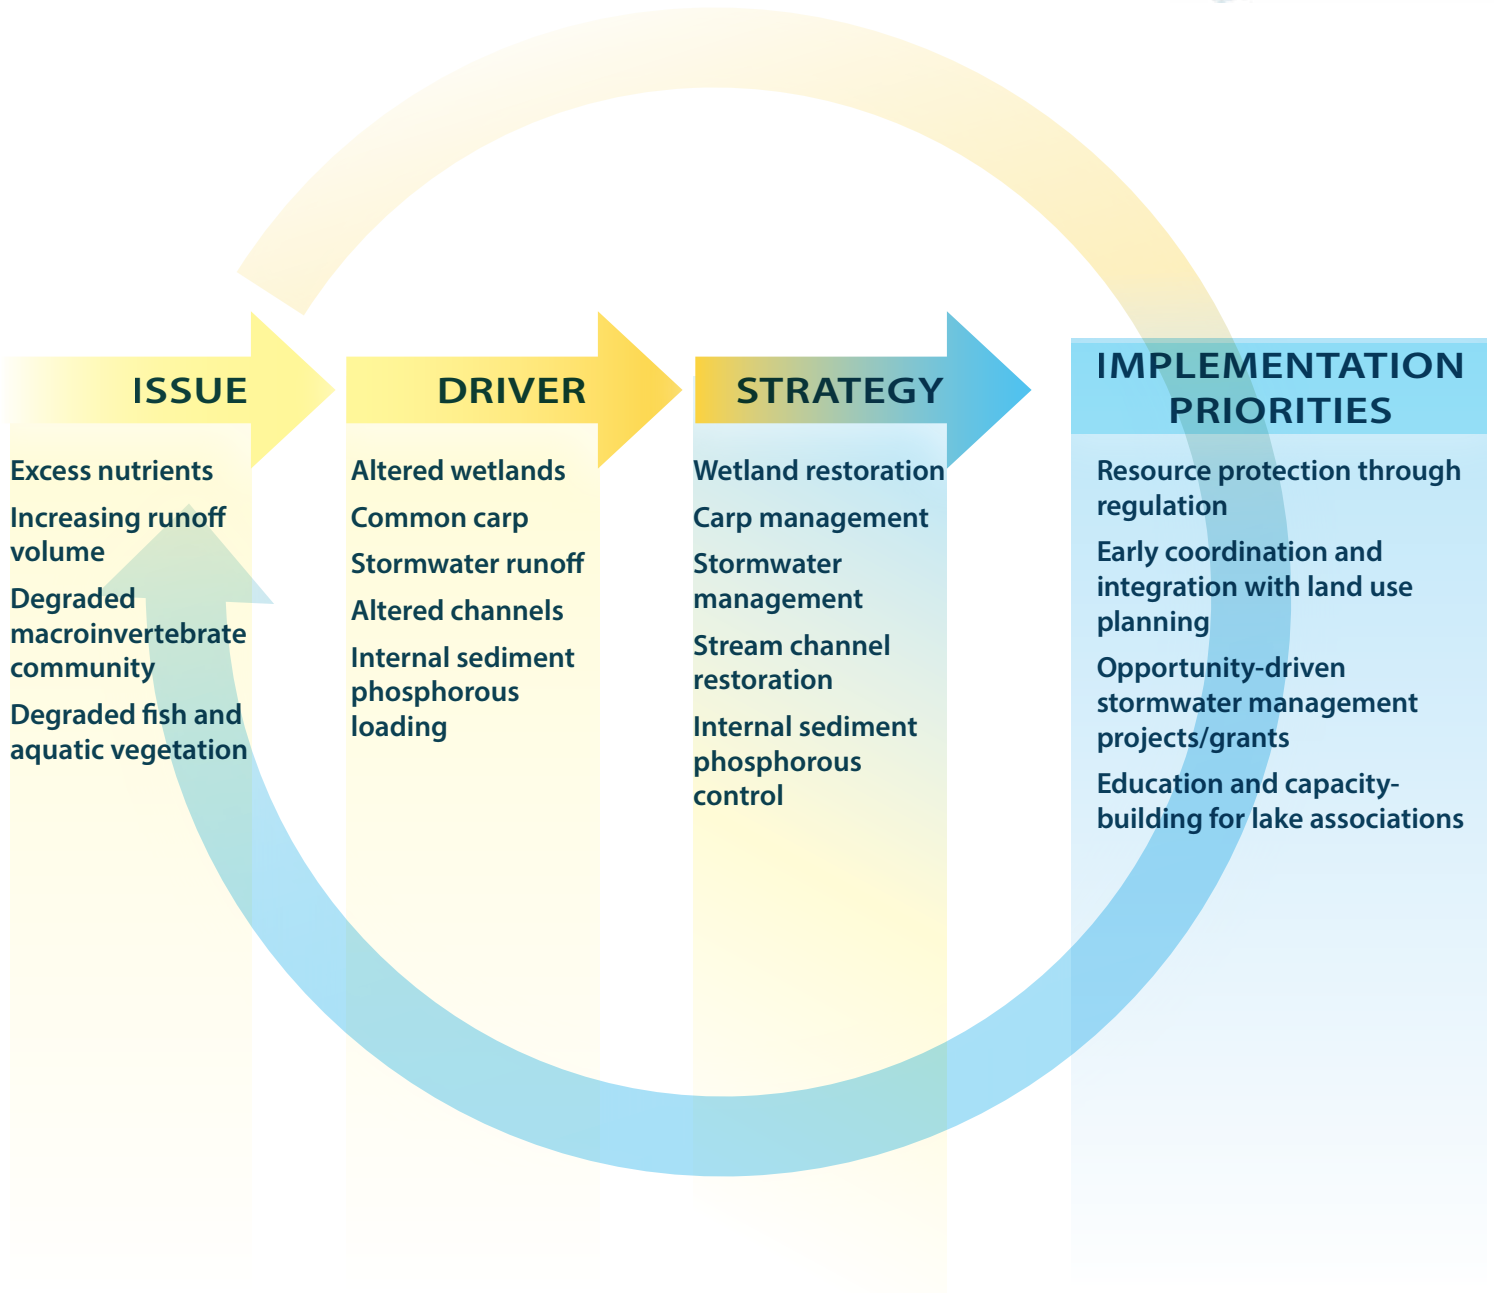 ISSUE
Excess nutrients
Increasing runoff
volume
Degraded
macroinvertebrate
community
Degraded fish and
aquatic vegetation
DRIVER
Altered wetlands
Common carp
Stormwater runoff
Altered channels
Internal sediment
phosphorous
loading
STRATEGY
Wetland restoration
Carp management
Stormwater
management
Stream channel
restoration
Internal sediment
phosphorous
control
IMPLEMENTATION
PRIORITIES
Resource protection through
regulation
Early coordination and
integration with land use
planning
Opportunity-driven
stormwater management
projects/grants
Education and capacity-
building for lake associations